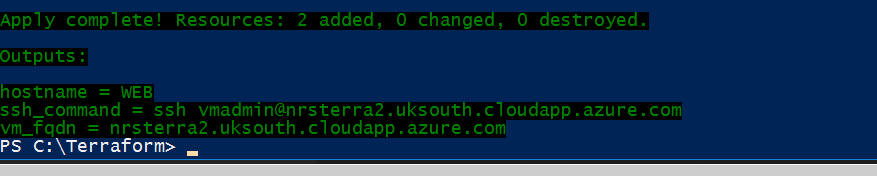 Apply complete! Resources: 2 added, 0 changed, 0 destroyed.
Outputs:
hostname = WEB
ssh_command = ssh vmadmin@nrsterra2.uksouth.cloudapp.azure.com
vm_fqdn = nrsterra2.uksouth.cloudapp.azure.com
PS C:\Terraform>